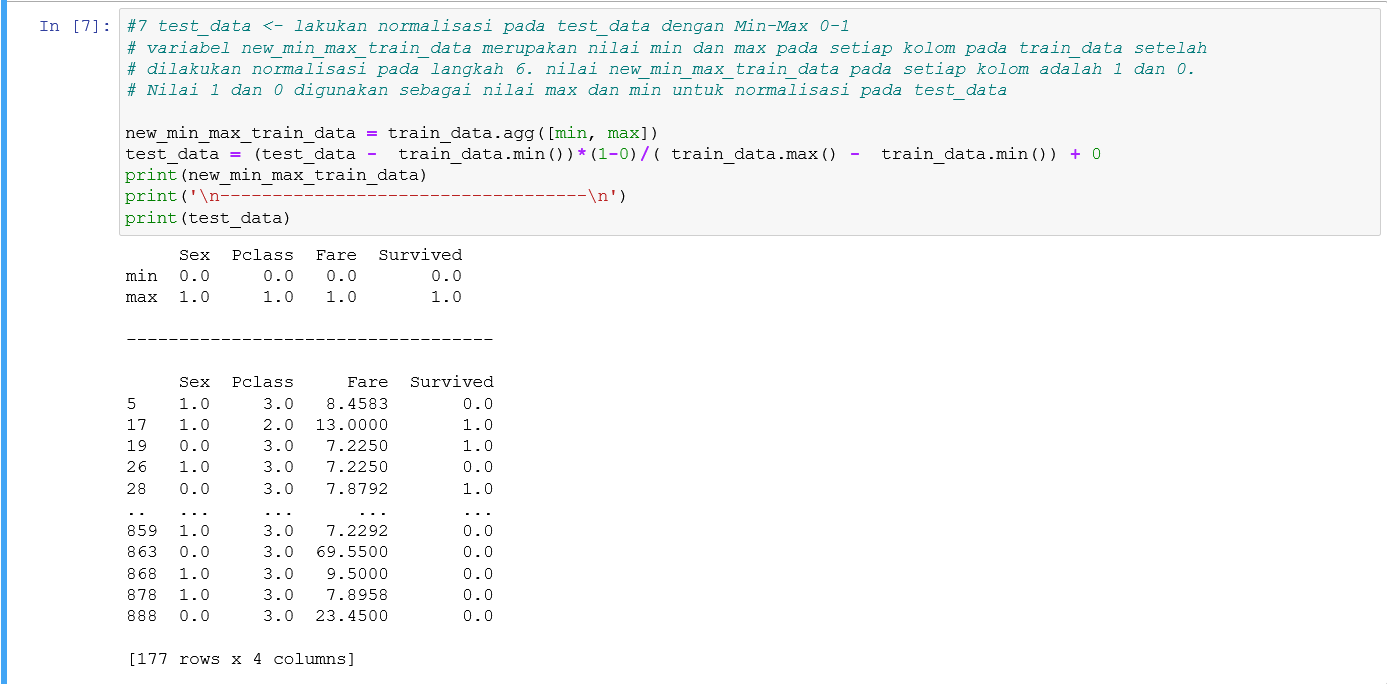 In [7]: #7 test_data <- lakukan normalisasi pada test_data dengan Min-Max 0-1
# variabel new_min_max_train_data merupakan nilai min dan max pada setiap kolom pada train_data setelah
# dilakukan normalisasi pada langkah 6. nilai new_min_max_train_data pada setiap kolom adalah 1 dan 0.
# Nilai 1 dan 0 digunakan sebagai nilai max dan min untuk normalisasi pada test_data
new_min_max_train_data = train_data.agg([min, max])
test_data = (test_data -  train_data.min())*(1-0)/( train_data.max() -  train_data.min()) + 0
print(new_min_max_train_data)
print('\n-----------------------------------\n')
print(test_data)
     Sex  Pclass  Fare  Survived
min  0.0     0.0   0.0       0.0
max  1.0     1.0   1.0       1.0
-----------------------------------
     Sex  Pclass     Fare  Survived
5    1.0     3.0   8.4583       0.0
17   1.0     2.0  13.0000       1.0
19   0.0     3.0   7.2250       1.0
26   1.0     3.0   7.2250       0.0
28   0.0     3.0   7.8792       1.0
..   ...     ...      ...       ...
859  1.0     3.0   7.2292       0.0
863  0.0     3.0  69.5500       0.0
868  1.0     3.0   9.5000       0.0
878  1.0     3.0   7.8958       0.0
888  0.0     3.0  23.4500       0.0
[177 rows x 4 columns]